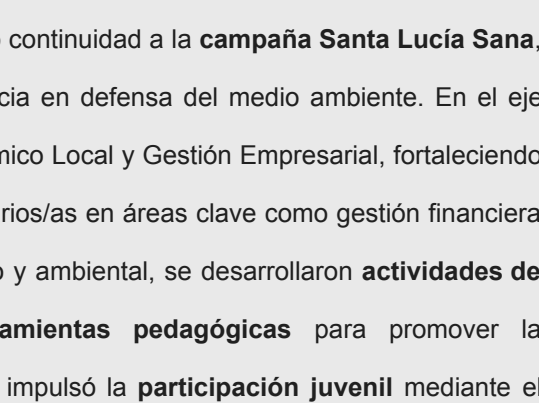 continuidad a la campaña Santa Lucía Sana,
cia en defensa del medio ambiente. En el eje
mico Local y Gestión Empresarial, fortaleciendo
rios/as en áreas clave como gestión financiera
o y ambiental, se desarrollaron actividades de
amientas pedagógicas para promover la
impulsó la participación juvenil mediante el